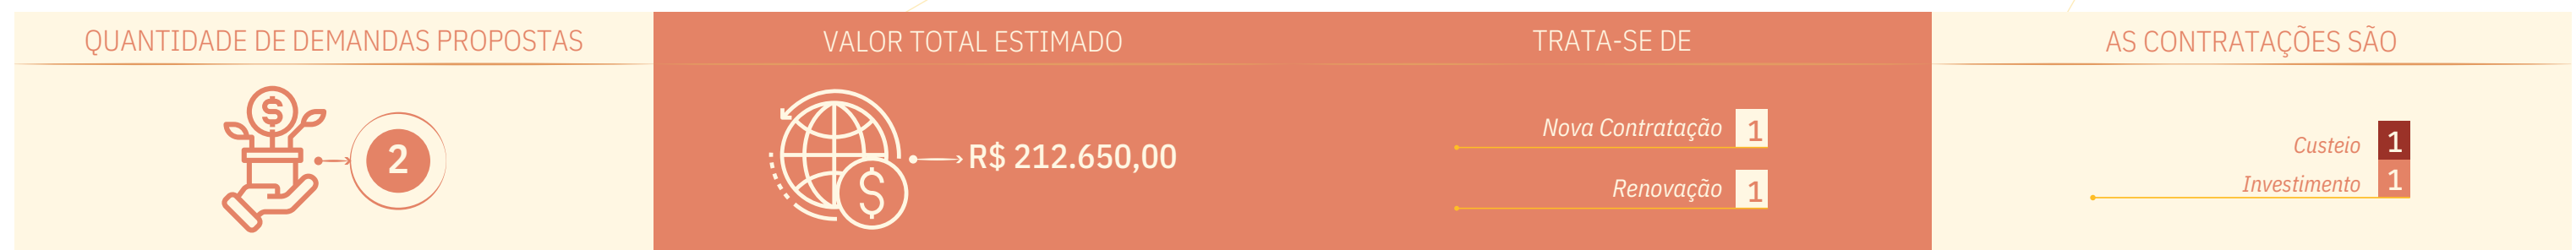 QUANTIDADE DE DEMANDAS PROPOSTAS
2
VALOR TOTAL ESTIMADO
R$ 212.650,00
TRATA-SE DE
Nova Contratação 1
Renovação 1
AS CONTRATAÇÕES SÃO
Custeio 1
Investimento 1